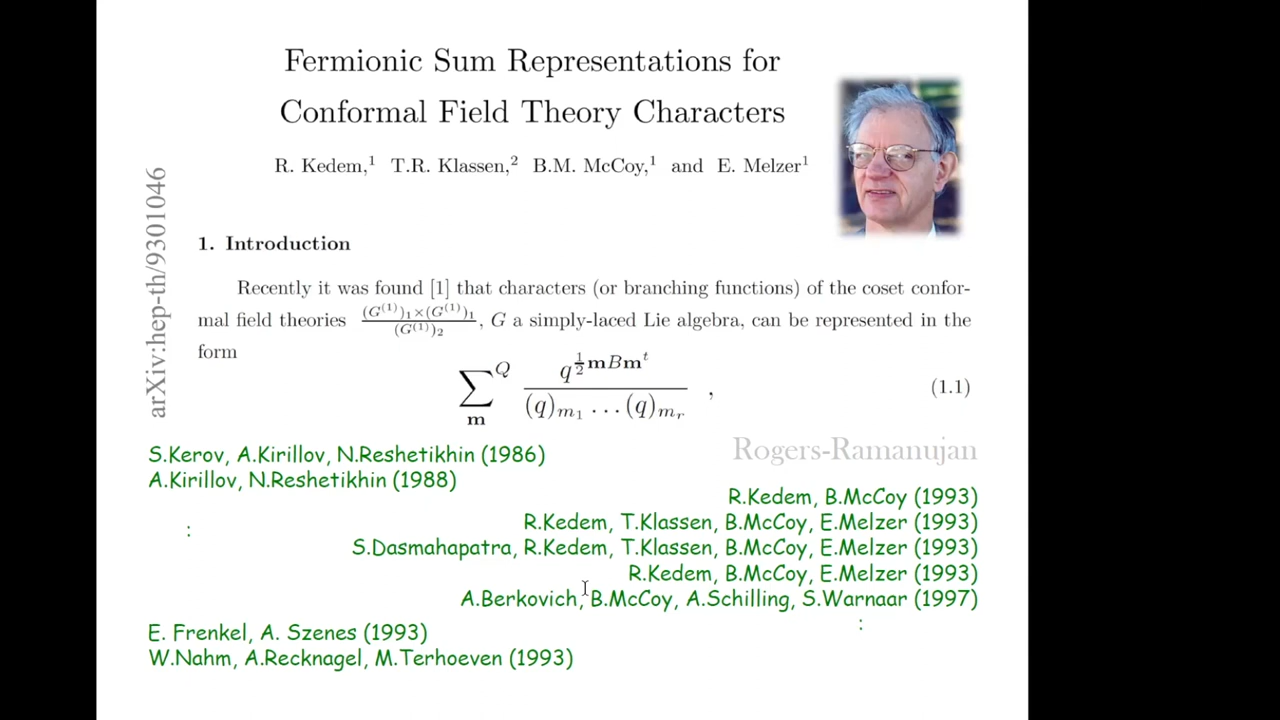 Fermionic Sum Representations for
Conformal Field Theory Characters
R. Kedem,¹ T.R. Klassen,² B.M. McCoy,¹ and E. Melzer¹
arXiv:hep-th/9301046
1. Introduction
Recently it was found [1] that characters (or branching functions) of the coset confor-
mal field theories (G⁽¹⁾)₁×(G⁽¹⁾)₁ / (G⁽¹⁾)₂ , G a simply-laced Lie algebra, can be represented in the
form
∑_m^Q q^{½mBmᵗ} / (q)_{m₁} . . . (q)_{mᵣ} , (1.1)
S.Kerov, A.Kirillov, N.Reshetikhin (1986)
A.Kirillov, N.Reshetikhin (1988)
:
Rogers-Ramanujan
R.Kedem, B.McCoy (1993)
R.Kedem, T.Klassen, B.McCoy, E.Melzer (1993)
S.Dasmahapatra, R.Kedem, T.Klassen, B.McCoy, E.Melzer (1993)
R.Kedem, B.McCoy, E.Melzer (1993)
A.Berkovich, B.McCoy, A.Schilling, S.Warnaar (1997)
:
E. Frenkel, A. Szenes (1993)
W.Nahm, A.Recknagel, M.Terhoeven (1993)